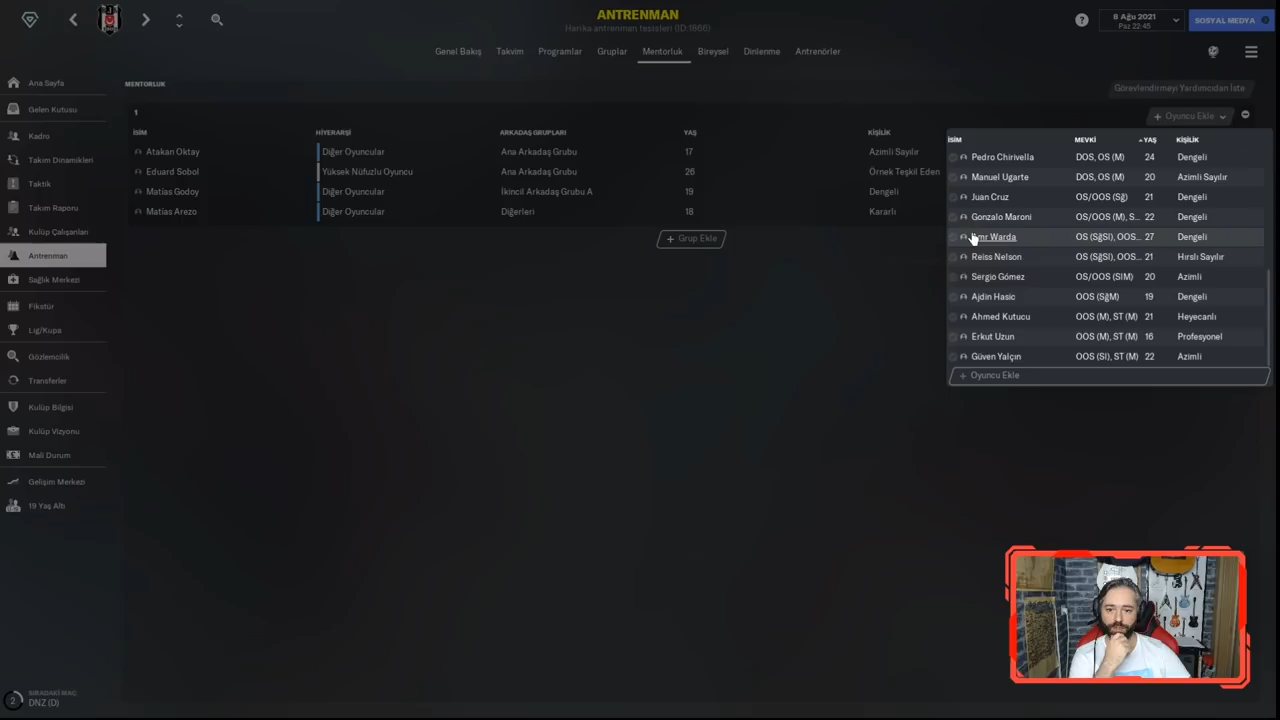 ANTRENMAN
Harika antrenman tesisleri (ID:1866)
8 Ağu 2021
Paz 22:45
SOSYAL MEDYA
Genel Bakış Takvim Programlar Gruplar Mentorluk Bireysel Dinlenme Antrenörler
Ana Sayfa
Gelen Kutusu
Kadro
Takım Dinamikleri
Taktik
Takım Raporu
Kulüp Çalışanları
Antrenman
Sağlık Merkezi
Fikstür
Lig/Kupa
Gözlemcilik
Transferler
Kulüp Bilgisi
Kulüp Vizyonu
Mali Durum
Gelişim Merkezi
19 Yaş Altı
2
SIRADAKİ MAÇ:
DNZ (D)
MENTORLUK
Görevlendirmeyi Yardımcıdan İste
1
+ Oyuncu Ekle
İSİM HİYERARŞİ ARKADAŞ GRUPLARI YAŞ KİŞİLİK
Atakan Oktay Diğer Oyuncular Ana Arkadaş Grubu 17 Azimli Sayılır
Eduard Sobol Yüksek Nüfuzlu Oyuncu Ana Arkadaş Grubu 26 Örnek Teşkil Eden
Matías Godoy Diğer Oyuncular İkincil Arkadaş Grubu A 19 Dengeli
Matías Arezo Diğer Oyuncular Diğerleri 18 Kararlı
+ Grup Ekle
İSİM MEVKİ YAŞ KİŞİLİK
Pedro Chirivella DOS, OS (M) 24 Dengeli
Manuel Ugarte DOS, OS (M) 20 Azimli Sayılır
Juan Cruz OS/OOS (Sğ) 21 Dengeli
Gonzalo Maroni OS/OOS (M), S... 22 Dengeli
Warda OS (SğSl), OOS... 27 Dengeli
Reiss Nelson OS (SğSl), OOS... 21 Hırslı Sayılır
Sergio Gómez OS/OOS (SlM) 20 Azimli
Ajdin Hasic OOS (SğM) 19 Dengeli
Ahmed Kutucu OOS (M), ST (M) 21 Heyecanlı
Erkut Uzun OOS (M), ST (M) 16 Profesyonel
Güven Yalçın OOS (Sl), ST (M) 22 Azimli
+ Oyuncu Ekle